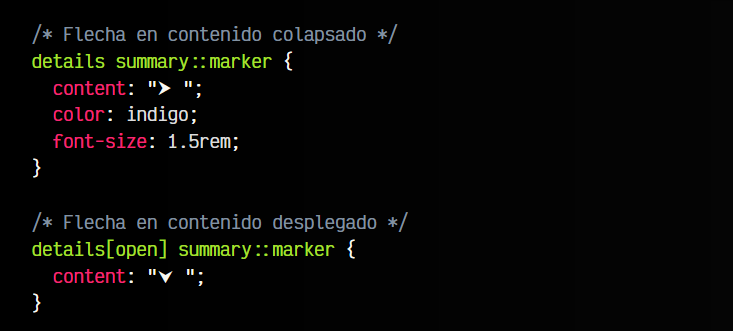 /* Flecha en contenido colapsado */
details summary::marker {
  content: "⮞ ";
  color: indigo;
  font-size: 1.5rem;
}

/* Flecha en contenido desplegado */
details[open] summary::marker {
  content: "⮟ ";
}